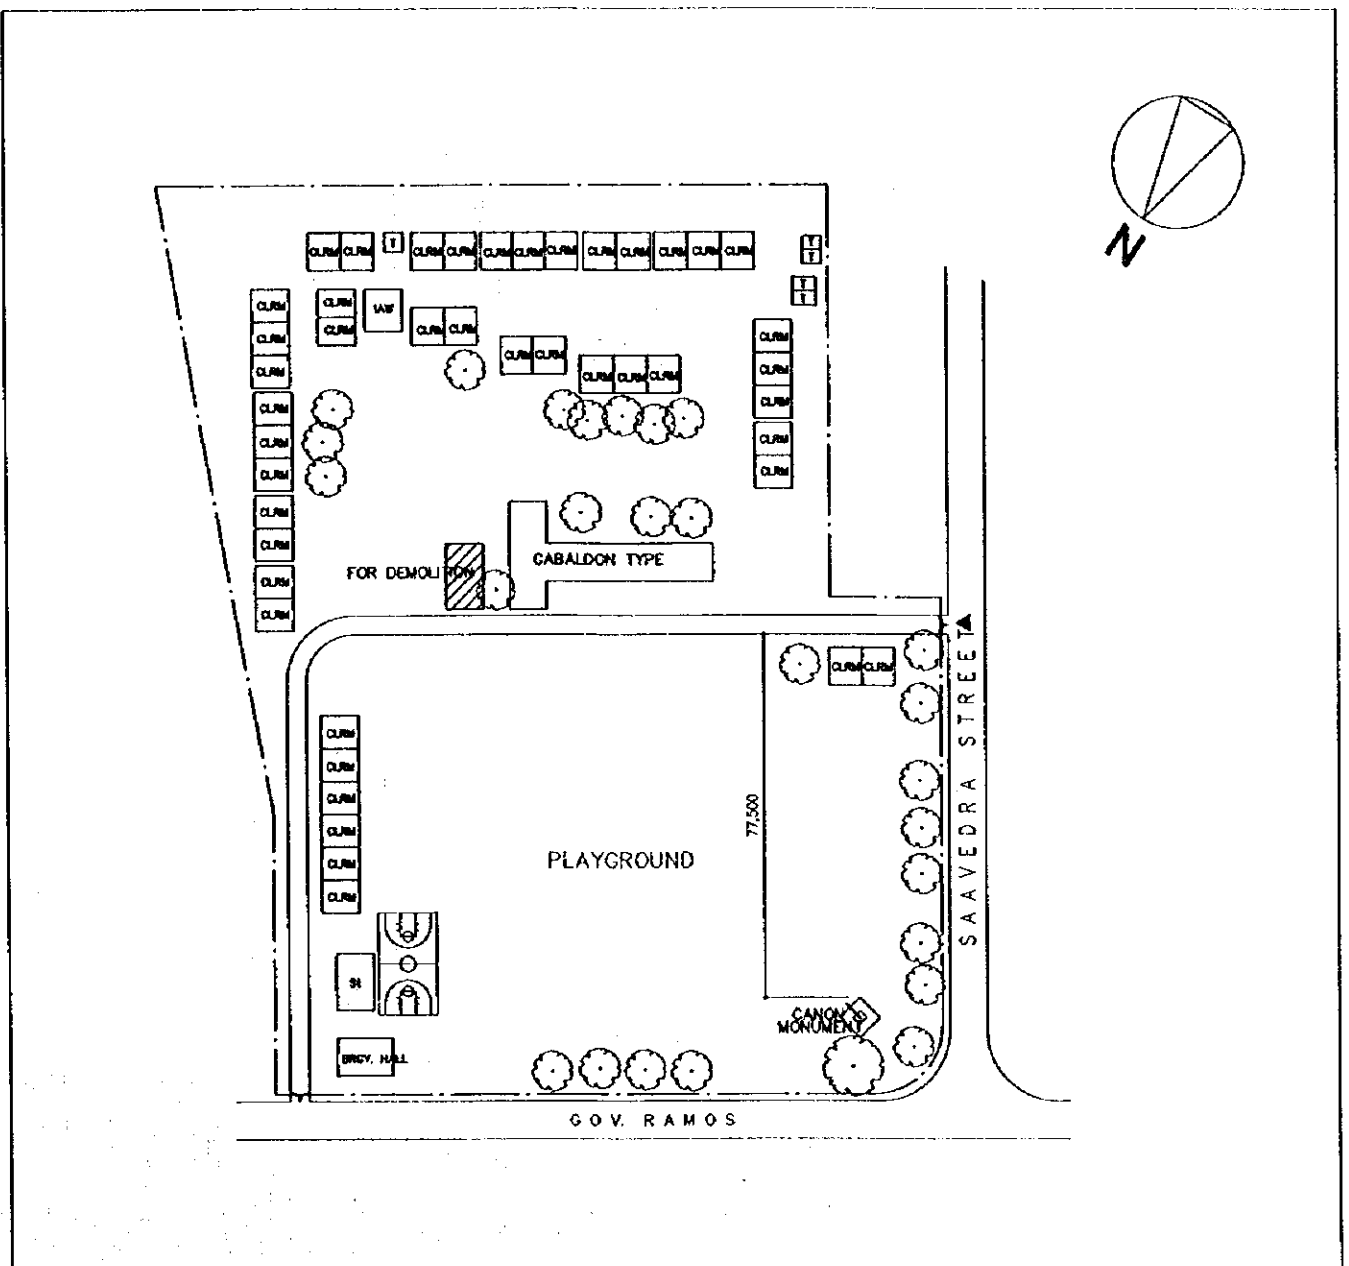 N
CLRM CLRM T CLRM CLRM CLRM CLRM CLRM CLRM CLRM CLRM CLRM CLRM T
T
T
T
CLRM CLRM CLRM CLRM
CLRM CLRM CLRM
CLRM
CLRM CLRM CLRM
CLRM CLRM CLRM CLRM
CLRM
CLRM
CLRM CLRM
CLRM CLRM
CLRM
CLRM
CLRM
FOR DEMOLITION
GABALDON TYPE
CLRM
CLRM
CLRM CLRM
SAAVEDRA STREET
CLRM
CLRM
CLRM
CLRM
CLRM
CLRM
77,500
PLAYGROUND
CANON
MONUMENT
BRGY. HALL
GOV. RAMOS